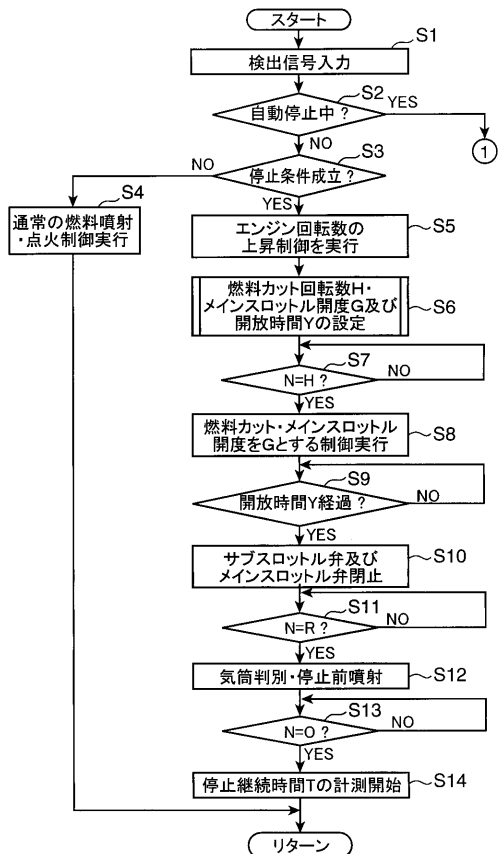 スタート
S1
検出信号入力
S2
自動停止中？
YES
NO
①
S3
NO
停止条件成立？
YES
S4
通常の燃料噴射
・点火制御実行
S5
エンジン回転数の
上昇制御を実行
燃料カット回転数H・
メインスロットル開度G及び
開放時間Yの設定
S6
S7
N=H？
NO
YES
燃料カット・メインスロットル
開度をGとする制御実行
S8
S9
開放時間Y経過？
NO
YES
サブスロットル弁及び
メインスロットル弁閉止
S10
S11
N=R？
NO
YES
気筒判別・停止前噴射
S12
S13
N=O？
NO
YES
停止継続時間Tの計測開始
S14
リターン